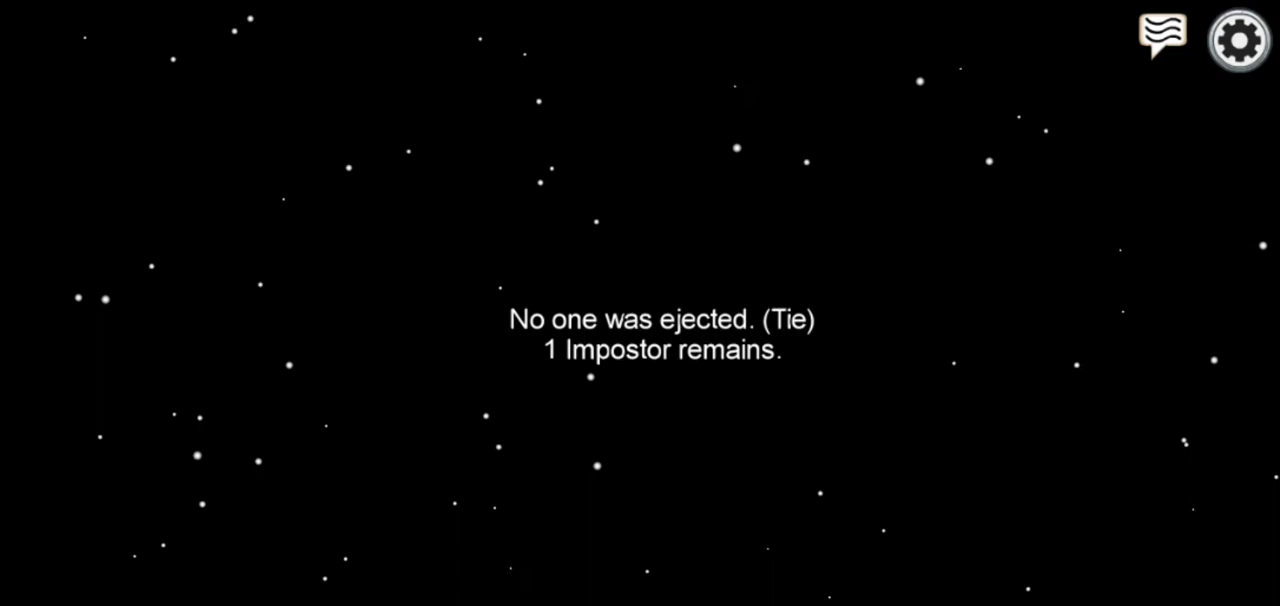 No one was ejected. (Tie)
1 Impostor remains.